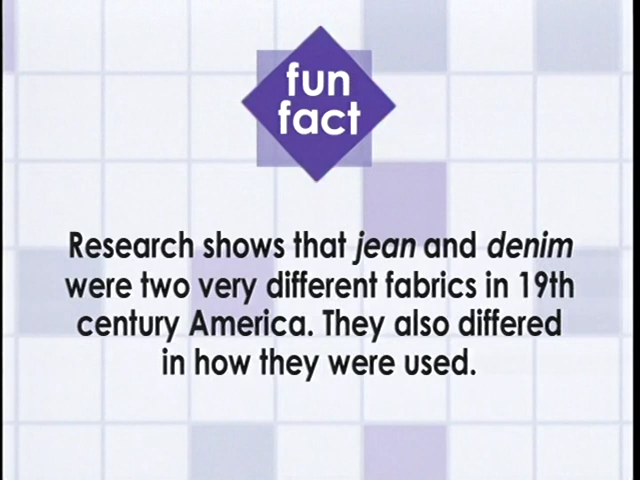 fun
fact
Research shows that jean and denim
were two very different fabrics in 19th
century America. They also differed
in how they were used.